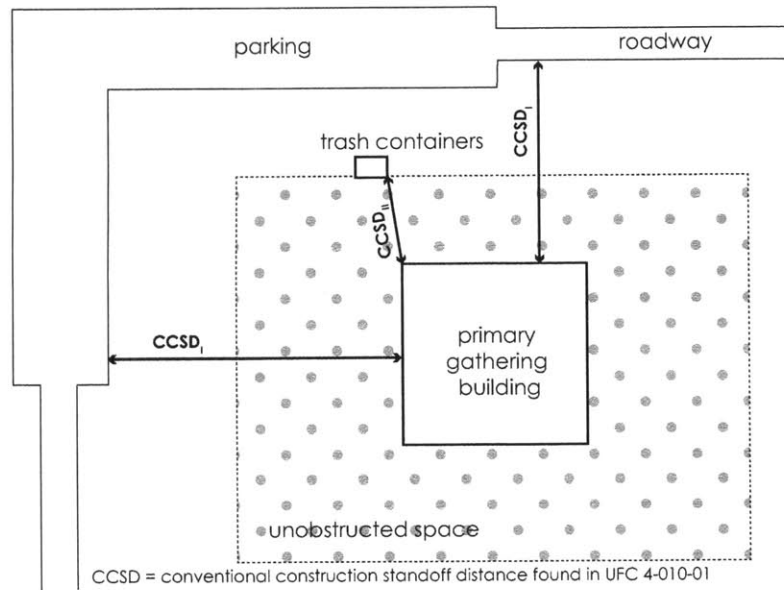 parking
roadway
trash containers
CCSD_I
CCSD_II
CCSD_I
primary
gathering
building
unobstructed space
CCSD = conventional construction standoff distance found in UFC 4-010-01